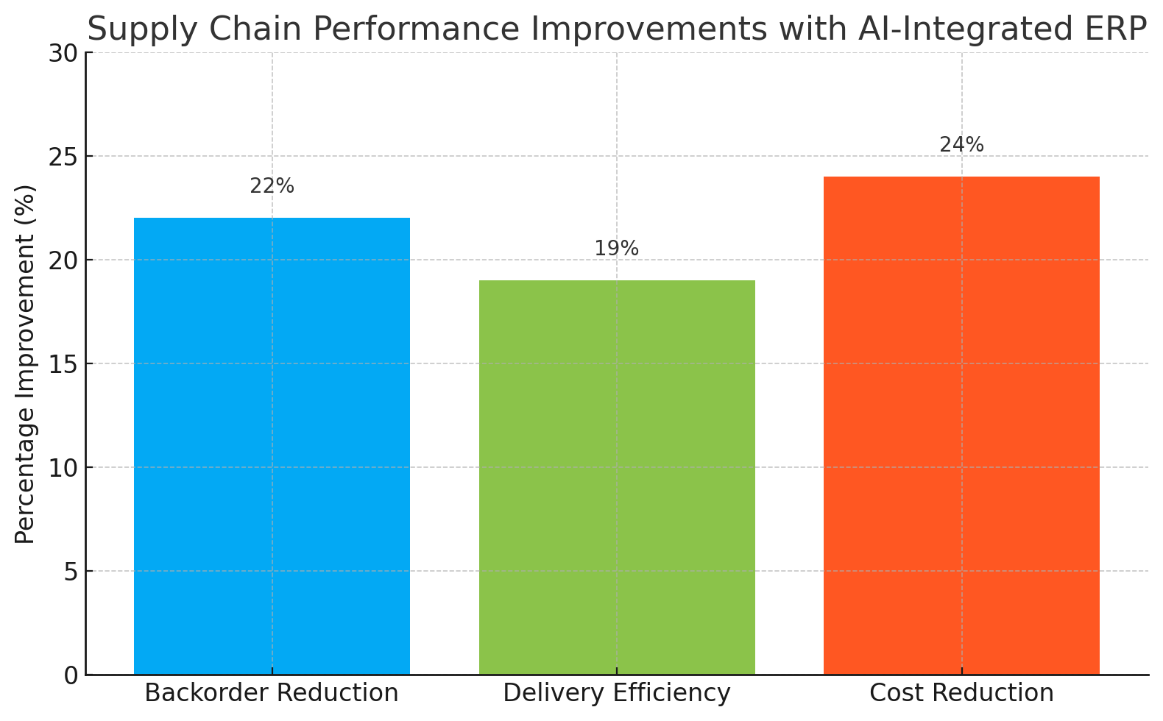 Supply Chain Performance Improvements with AI-Integrated ERP
Percentage Improvement (%)
30
25
20
15
10
5
0
22%
19%
24%
Backorder Reduction
Delivery Efficiency
Cost Reduction